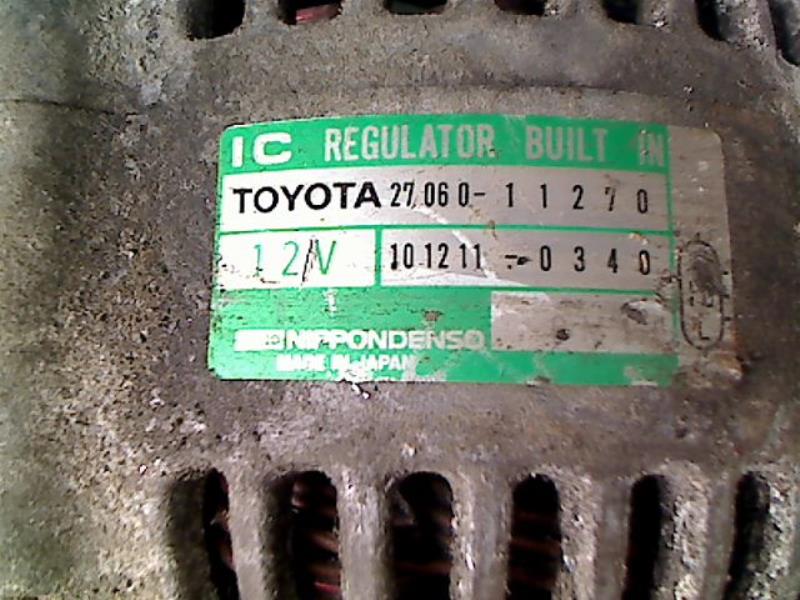 IC REGULATOR BUILT IN
TOYOTA 27060-11270
12V 101211-0340
NIPPONDENSO
MADE IN JAPAN